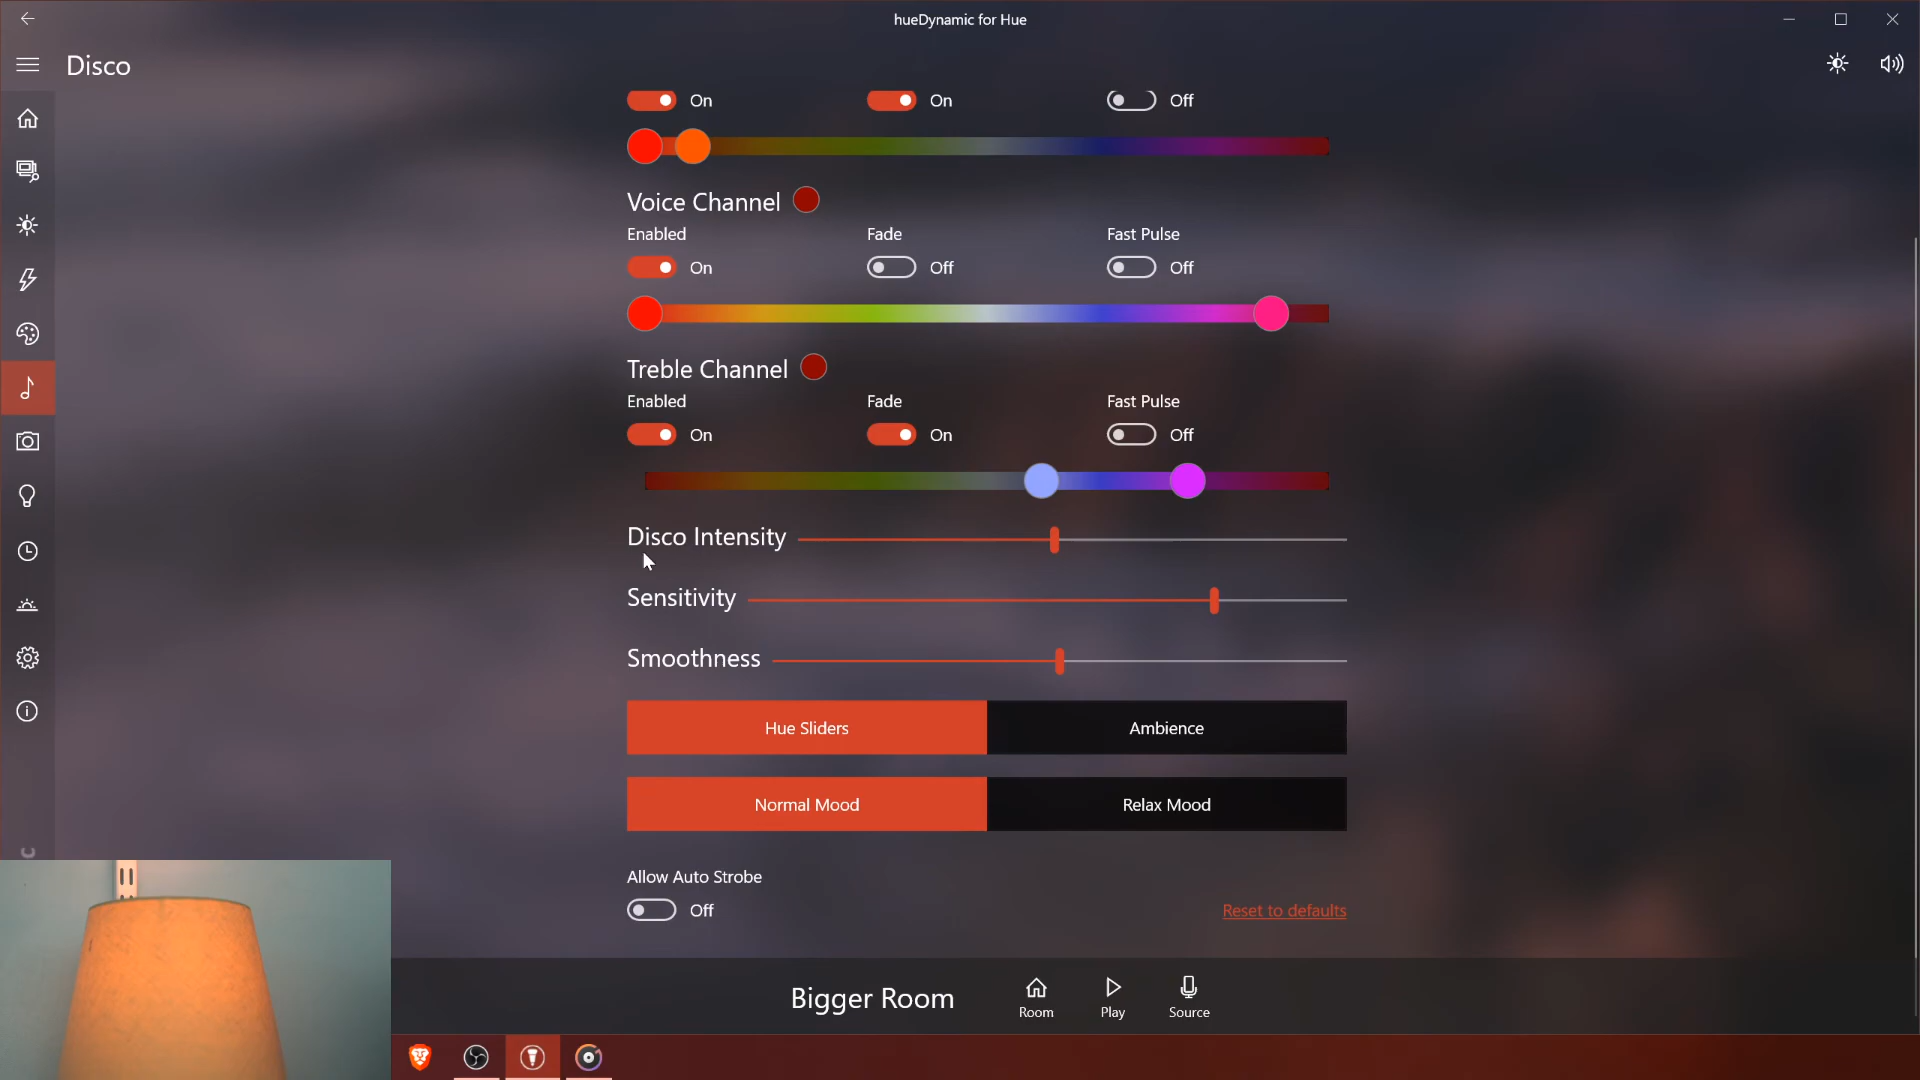 hueDynamic for Hue
Disco
On On Off
Voice Channel
Enabled Fade Fast Pulse
On Off Off
Treble Channel
Enabled Fade Fast Pulse
On On Off
Disco Intensity
Sensitivity
Smoothness
Hue Sliders Ambience
Normal Mood Relax Mood
Allow Auto Strobe
Off Reset to defaults
Bigger Room Room Play Source